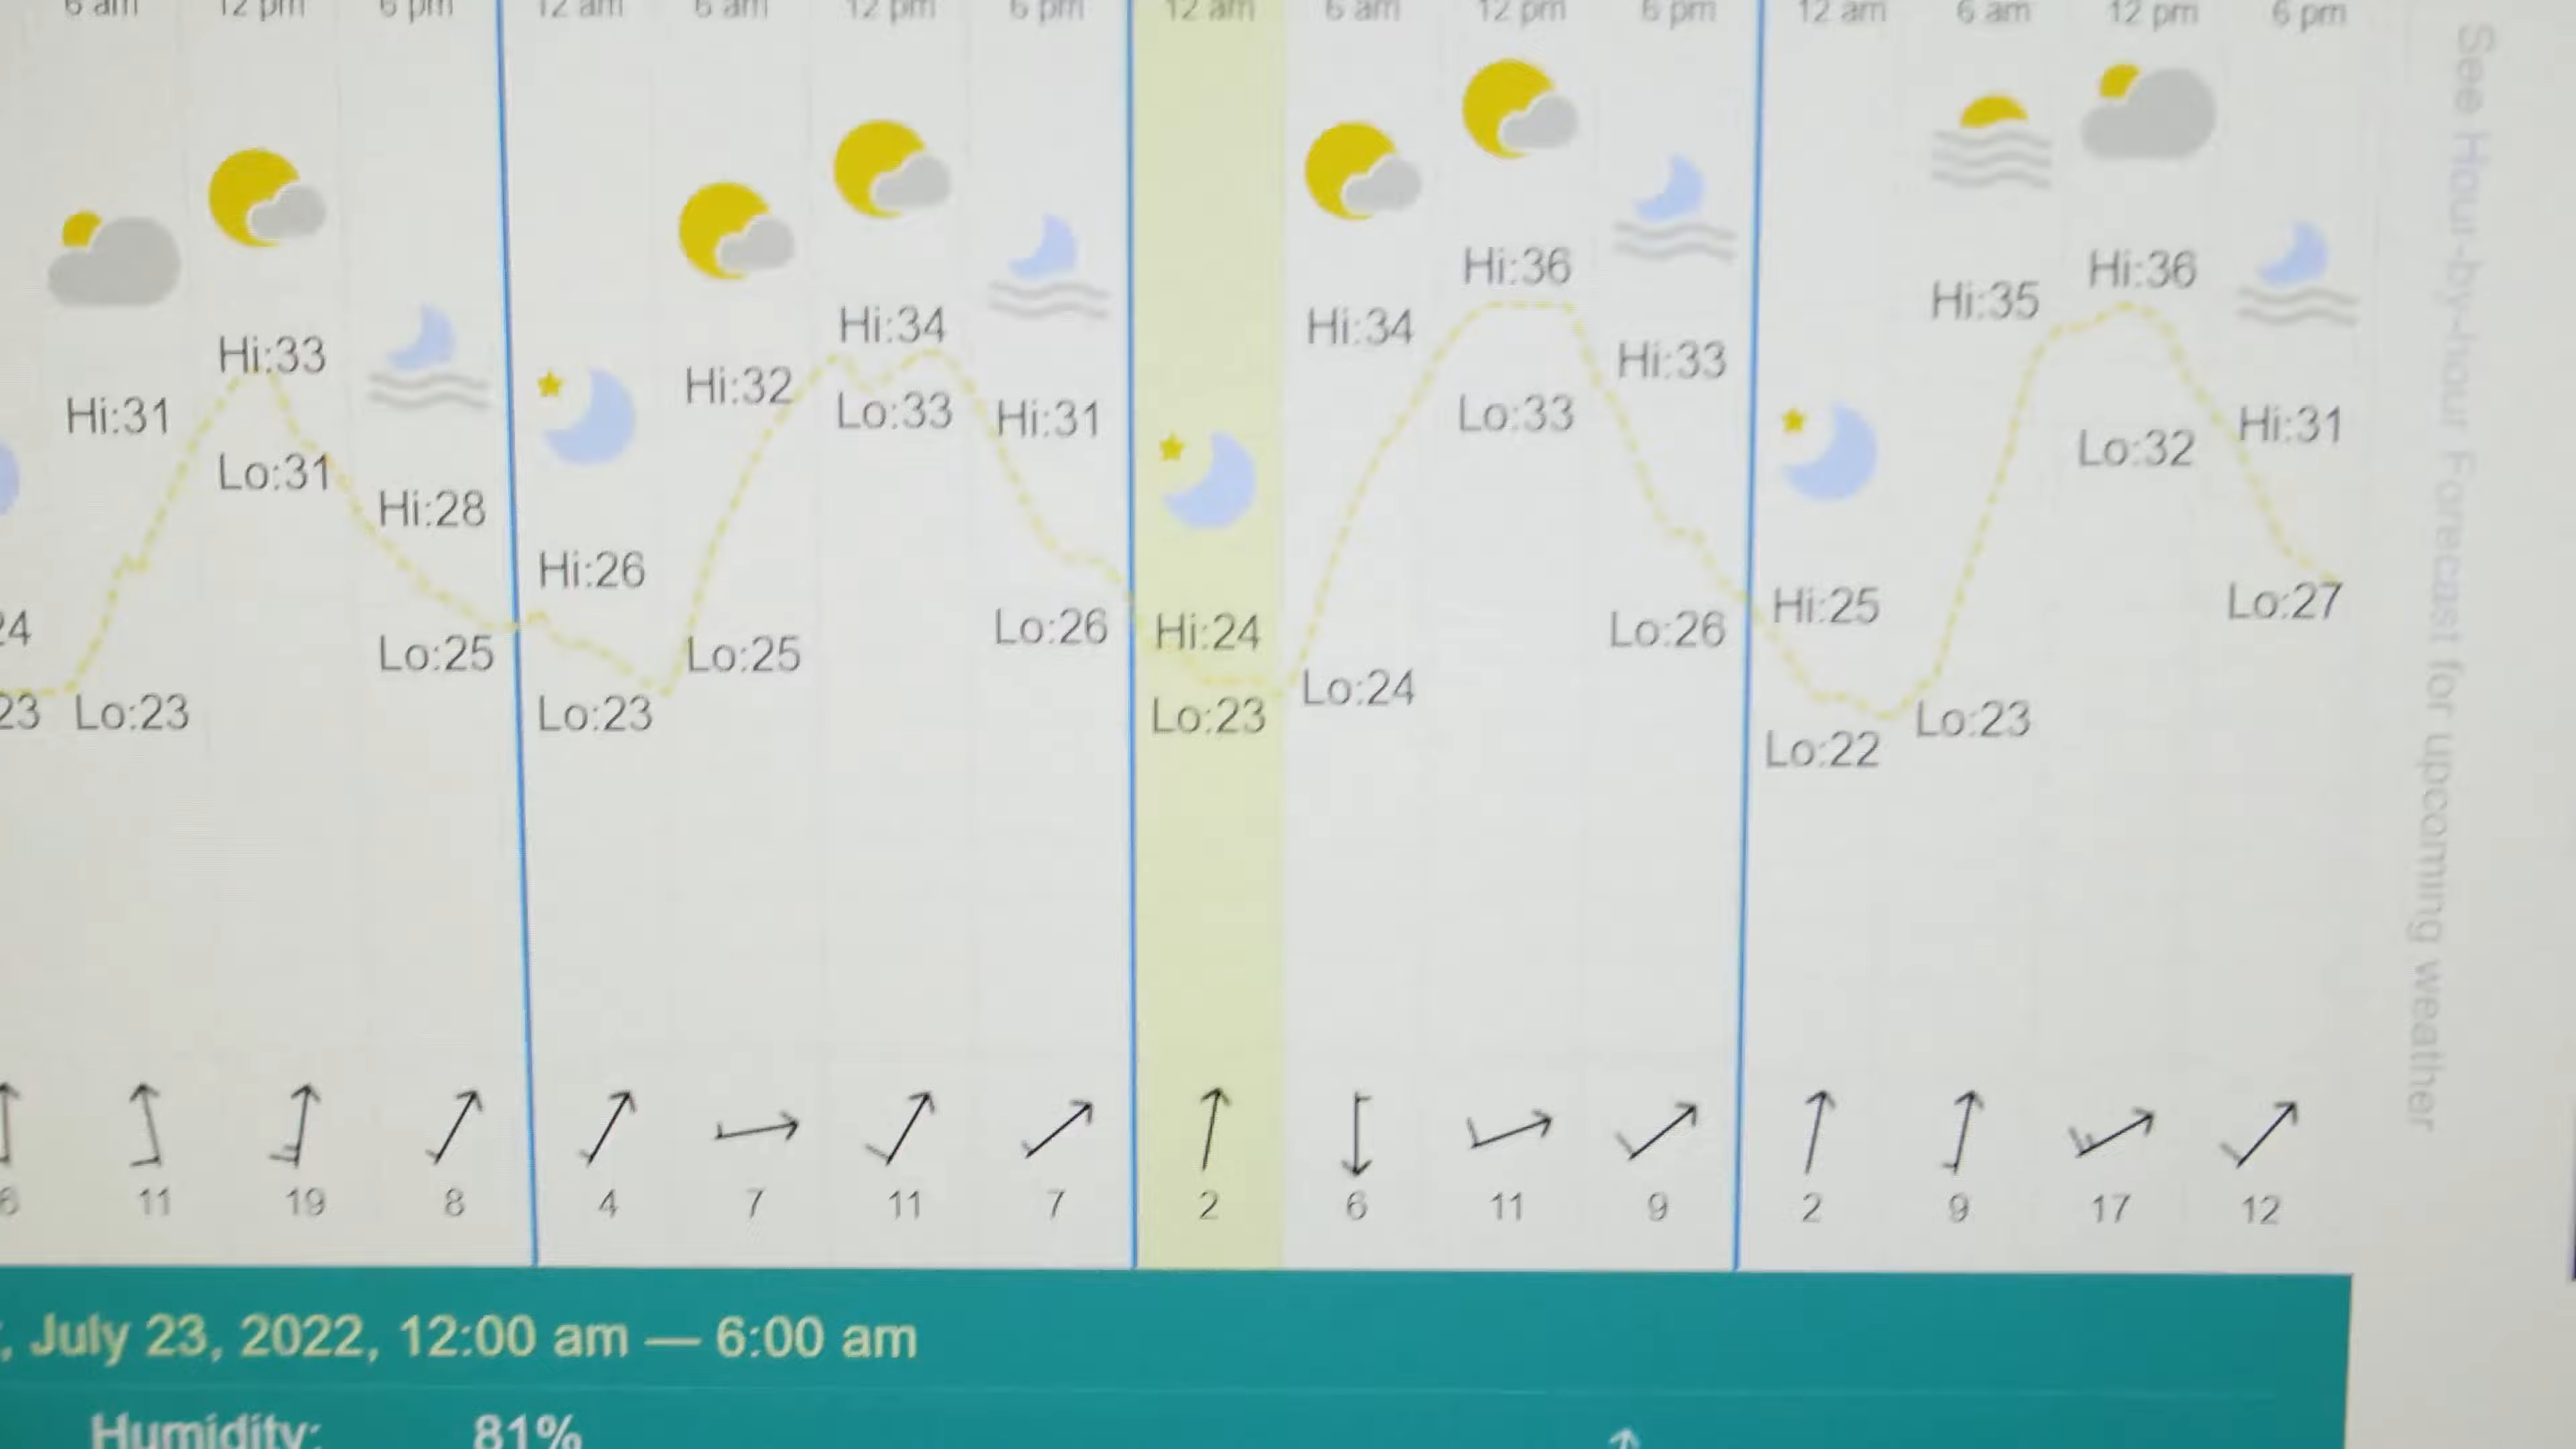 6 am 12 pm 6 pm 12 am 6 am 12 pm 6 pm 12 am 6 am 12 pm 6 pm 12 am 6 am 12 pm 6 pm
Hi:31 Hi:33 Hi:28 Hi:26 Hi:32 Hi:34 Hi:31 Hi:24 Hi:34 Hi:36 Hi:33 Hi:25 Hi:35 Hi:36 Hi:31
24
23 Lo:23 Lo:31 Lo:25 Lo:23 Lo:25 Lo:33 Lo:26 Lo:23 Lo:24 Lo:33 Lo:26 Lo:22 Lo:23 Lo:32 Lo:27
6 11 19 8 4 7 11 7 2 6 11 9 2 9 17 12
See Hour-by-hour Forecast for upcoming weather
, July 23, 2022, 12:00 am — 6:00 am
Humidity: 81%